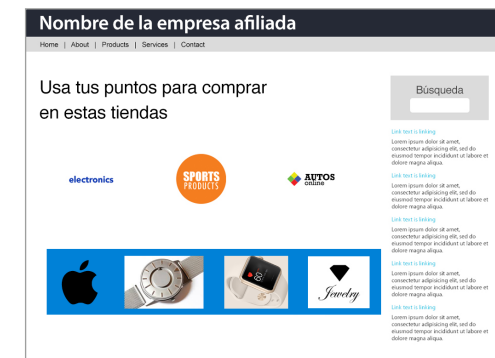 Nombre de la empresa afiliada
Home | About | Products | Services | Contact
Usa tus puntos para comprar
en estas tiendas
Búsqueda
electronics
SPORTS
PRODUCTS
AUTOS
online
60
Jewelry
Link text is linking
Lorem ipsum dolor sit amet,
consectetur adipisicing elit, sed do
eiusmod tempor incididunt ut labore et
dolore magna aliqua.
Link text is linking
Lorem ipsum dolor sit amet,
consectetur adipisicing elit, sed do
eiusmod tempor incididunt ut labore et
dolore magna aliqua.
Link text is linking
Lorem ipsum dolor sit amet,
consectetur adipisicing elit, sed do
eiusmod tempor incididunt ut labore et
dolore magna aliqua.
Link text is linking
Lorem ipsum dolor sit amet,
consectetur adipisicing elit, sed do
eiusmod tempor incididunt ut labore et
dolore magna aliqua.
Link text is linking
Lorem ipsum dolor sit amet,
consectetur adipisicing elit, sed do
eiusmod tempor incididunt ut labore et
dolore magna aliqua.